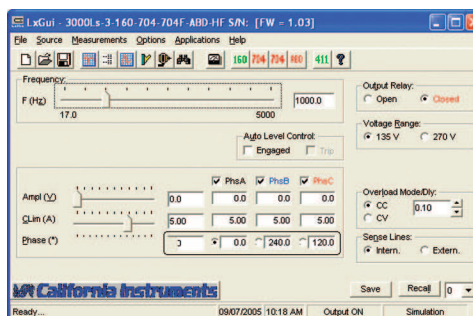 LxGui - 3000Ls-3-160-704-704F-ABD-HF S/N: [FW = 1.03]
File Source Measurements Options Applications Help
160 704 704 ABD 411 ?
Frequency:
F (Hz)
1000.0
17.0
5000
Output Relay:
Open Closed
Voltage Range:
135 V 270 V
Auto Level Control:
Engaged Trip
PhsA PhsB PhsC
Ampl (V) 0.0 0.0 0.0 0.0
CLim (A) 5.00 5.00 5.00 5.00
Phase (°) 0.0 240.0 120.0
Overload Mode/Dly:
CC
0.10
CV
Sense Lines:
Intern. Extern.
California Instruments
Save Recall 0
Ready... 09/07/2005 10:18 AM Output ON Simulation